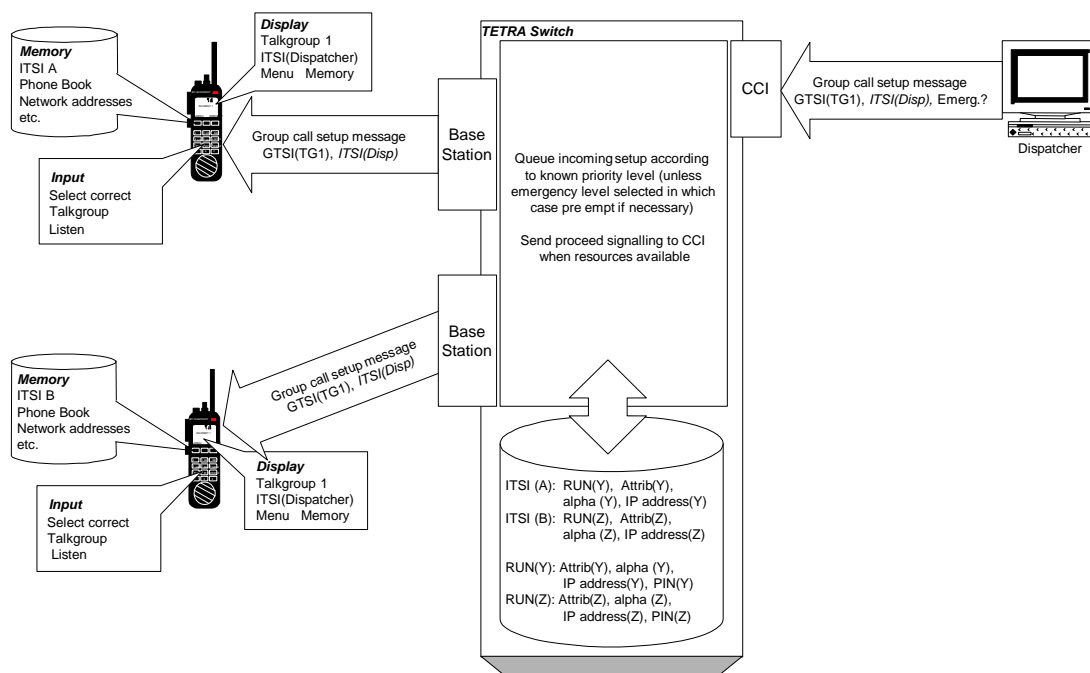 TETRA Switch
Memory
ITSI A
Phone Book
Network addresses
etc.
Display
Talkgroup 1
ITSI(Dispatcher)
Menu Memory
Input
Select correct
Talkgroup
Listen
Group call setup message
GTSI(TG1), ITSI(Disp)
Base
Station
Queue incoming setup according
to known priority level (unless
emergency level selected in which
case pre empt if necessary)
Send proceed signalling to CCI
when resources available
CCI
Group call setup message
GTSI(TG1), ITSI(Disp), Emerg.?
Dispatcher
Memory
ITSI B
Phone Book
Network addresses
etc.
Input
Select correct
Talkgroup
Listen
Display
Talkgroup 1
ITSI(Dispatcher)
Menu Memory
Group call setup message
GTSI(TG1), ITSI(Disp)
Base
Station
ITSI (A): RUN(Y), Attrib(Y),
alpha (Y), IP address(Y)
ITSI (B): RUN(Z), Attrib(Z),
alpha (Z), IP address(Z)
RUN(Y): Attrib(Y), alpha (Y),
IP address(Y), PIN(Y)
RUN(Z): Attrib(Z), alpha (Z),
IP address(Z), PIN(Z)